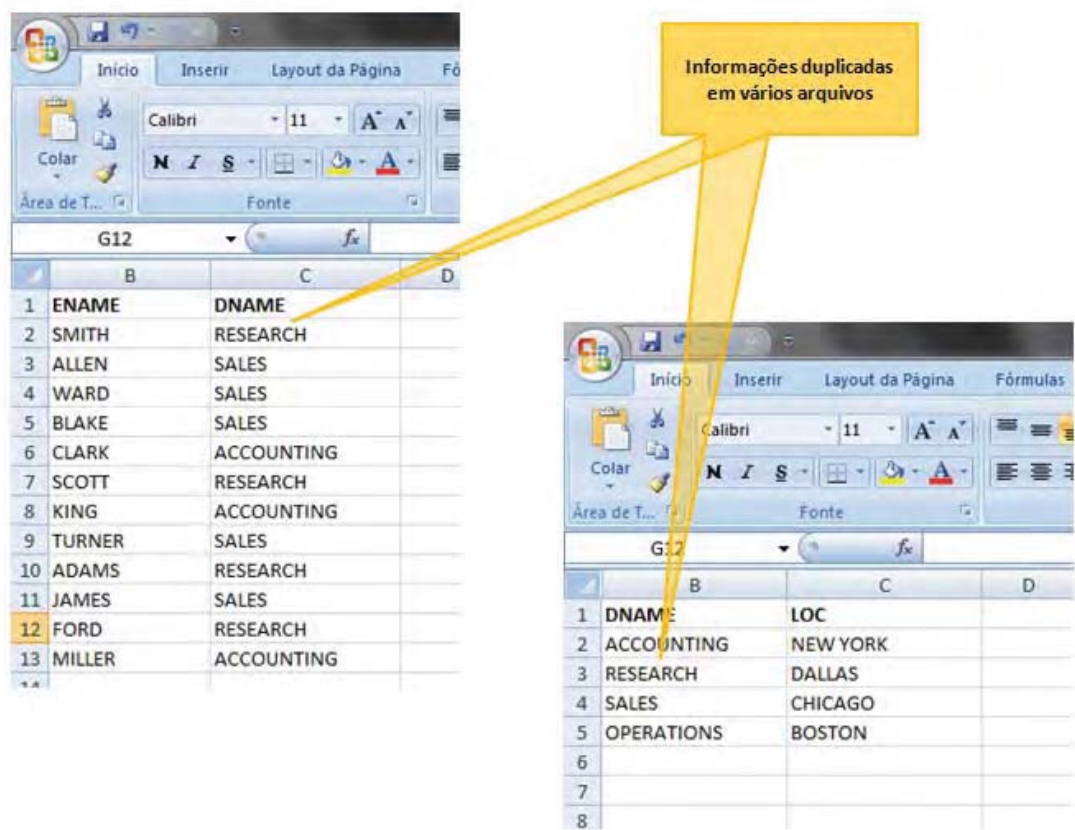 Informações duplicadas
em vários arquivos
Início Inserir Layout da Página Fó
Colar
Calibri 11 A A
N I S A
Área de T... Fonte
G12 fx
B C D
1 ENAME DNAME
2 SMITH RESEARCH
3 ALLEN SALES
4 WARD SALES
5 BLAKE SALES
6 CLARK ACCOUNTING
7 SCOTT RESEARCH
8 KING ACCOUNTING
9 TURNER SALES
10 ADAMS RESEARCH
11 JAMES SALES
12 FORD RESEARCH
13 MILLER ACCOUNTING
Início Inserir Layout da Página Fórmulas
Colar
Calibri 11 A A
N I S A
Área de T... Fonte
G12 fx
B C D
1 DNAME LOC
2 ACCOUNTING NEW YORK
3 RESEARCH DALLAS
4 SALES CHICAGO
5 OPERATIONS BOSTON
6
7
8